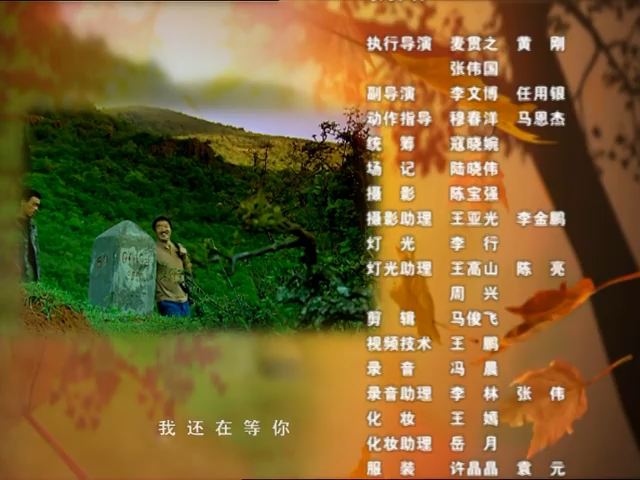 执行导演 麦贯之 黄 刚
张伟国
副导演 李文博 任用银
动作指导 穆春洋 马恩杰
统 筹 寇晓婉
场 记 陆晓伟
摄 影 陈宝强
摄影助理 王亚光 李金鹏
灯 光 李 行
灯光助理 王高山 陈 亮
周 兴
剪 辑 马俊飞
视频技术 王 鹏
录 音 冯 晨
录音助理 李 林 张 伟
化 妆 王 嫣
化妆助理 岳 月
服 装 许晶晶 袁 元
我还在等你